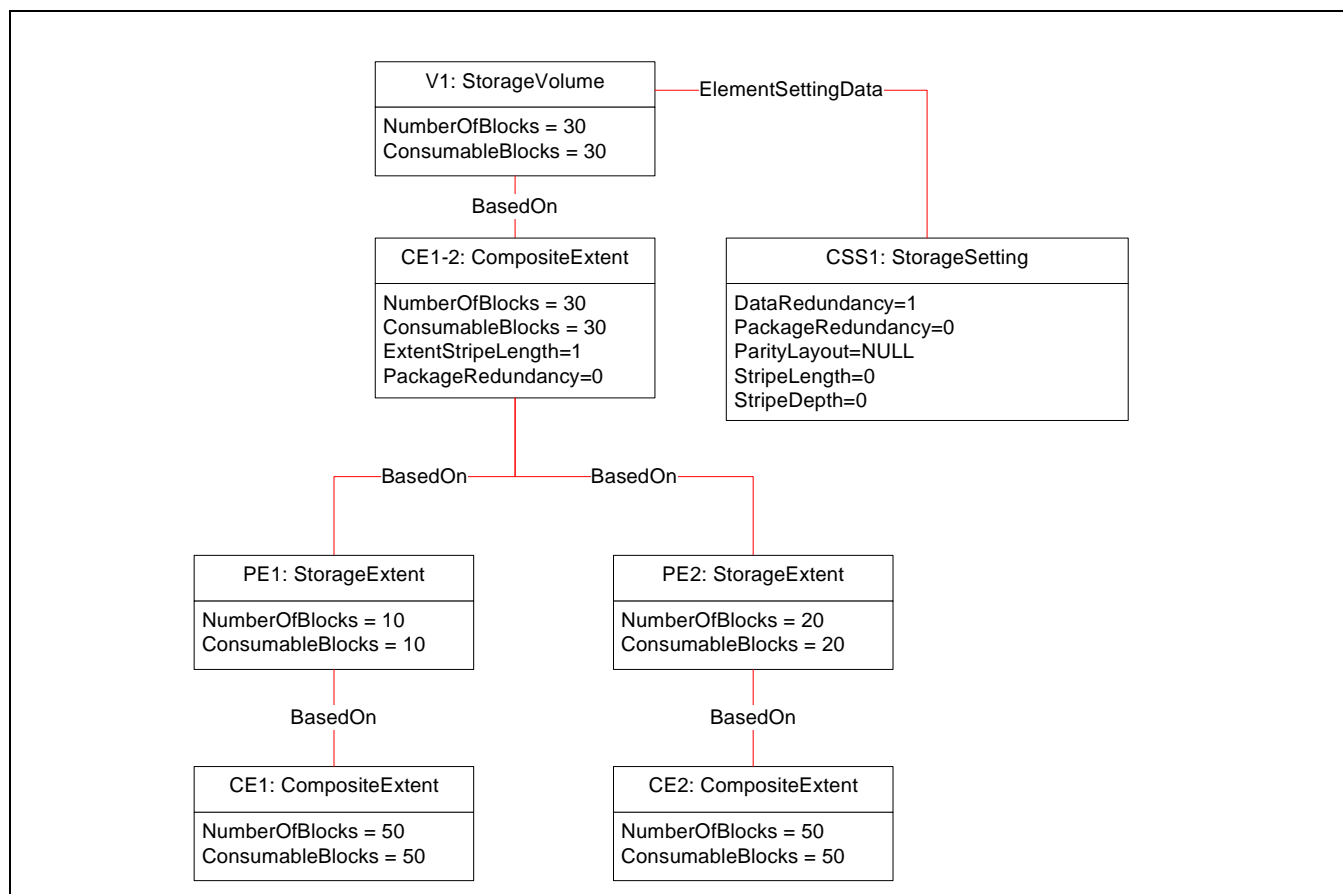 V1: StorageVolume
NumberOfBlocks = 30
ConsumableBlocks = 30
ElementSettingData
BasedOn
CE1-2: CompositeExtent
NumberOfBlocks = 30
ConsumableBlocks = 30
ExtentStripeLength=1
PackageRedundancy=0
CSS1: StorageSetting
DataRedundancy=1
PackageRedundancy=0
ParityLayout=NULL
StripeLength=0
StripeDepth=0
BasedOn
BasedOn
PE1: StorageExtent
NumberOfBlocks = 10
ConsumableBlocks = 10
PE2: StorageExtent
NumberOfBlocks = 20
ConsumableBlocks = 20
BasedOn
BasedOn
CE1: CompositeExtent
NumberOfBlocks = 50
ConsumableBlocks = 50
CE2: CompositeExtent
NumberOfBlocks = 50
ConsumableBlocks = 50